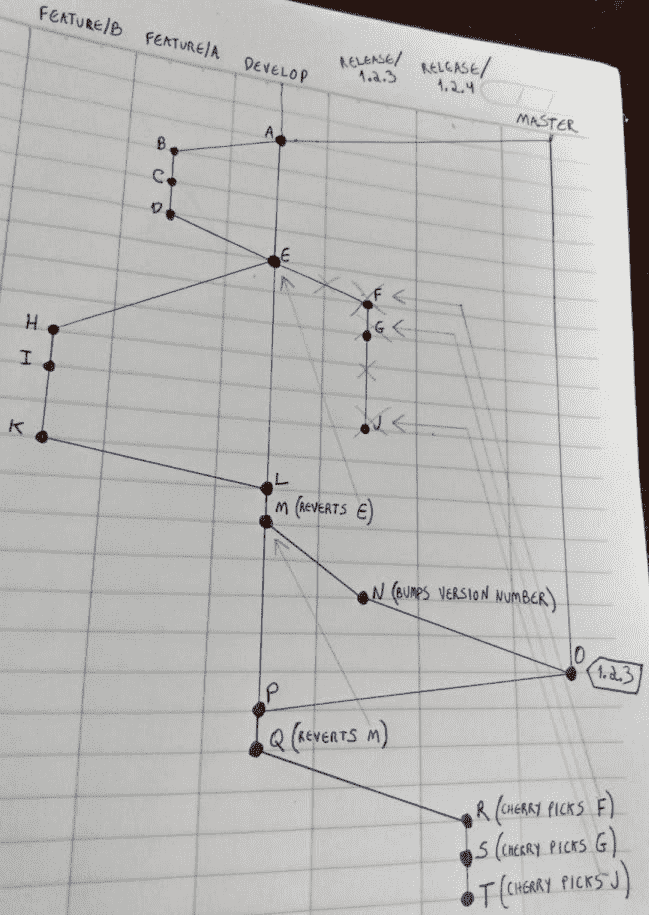 FEATURE/B
FEATURE/A
DEVELOP
RELEASE/
1.2.3
RELEASE/
1.2.4
MASTER
A
B
C
D
E
F
G
H
I
J
K
L
M (REVERTS E)
N (BUMPS VERSION NUMBER)
O
1.2.3
P
Q (REVERTS M)
R (CHERRY PICKS F)
S (CHERRY PICKS G)
T (CHERRY PICKS J)